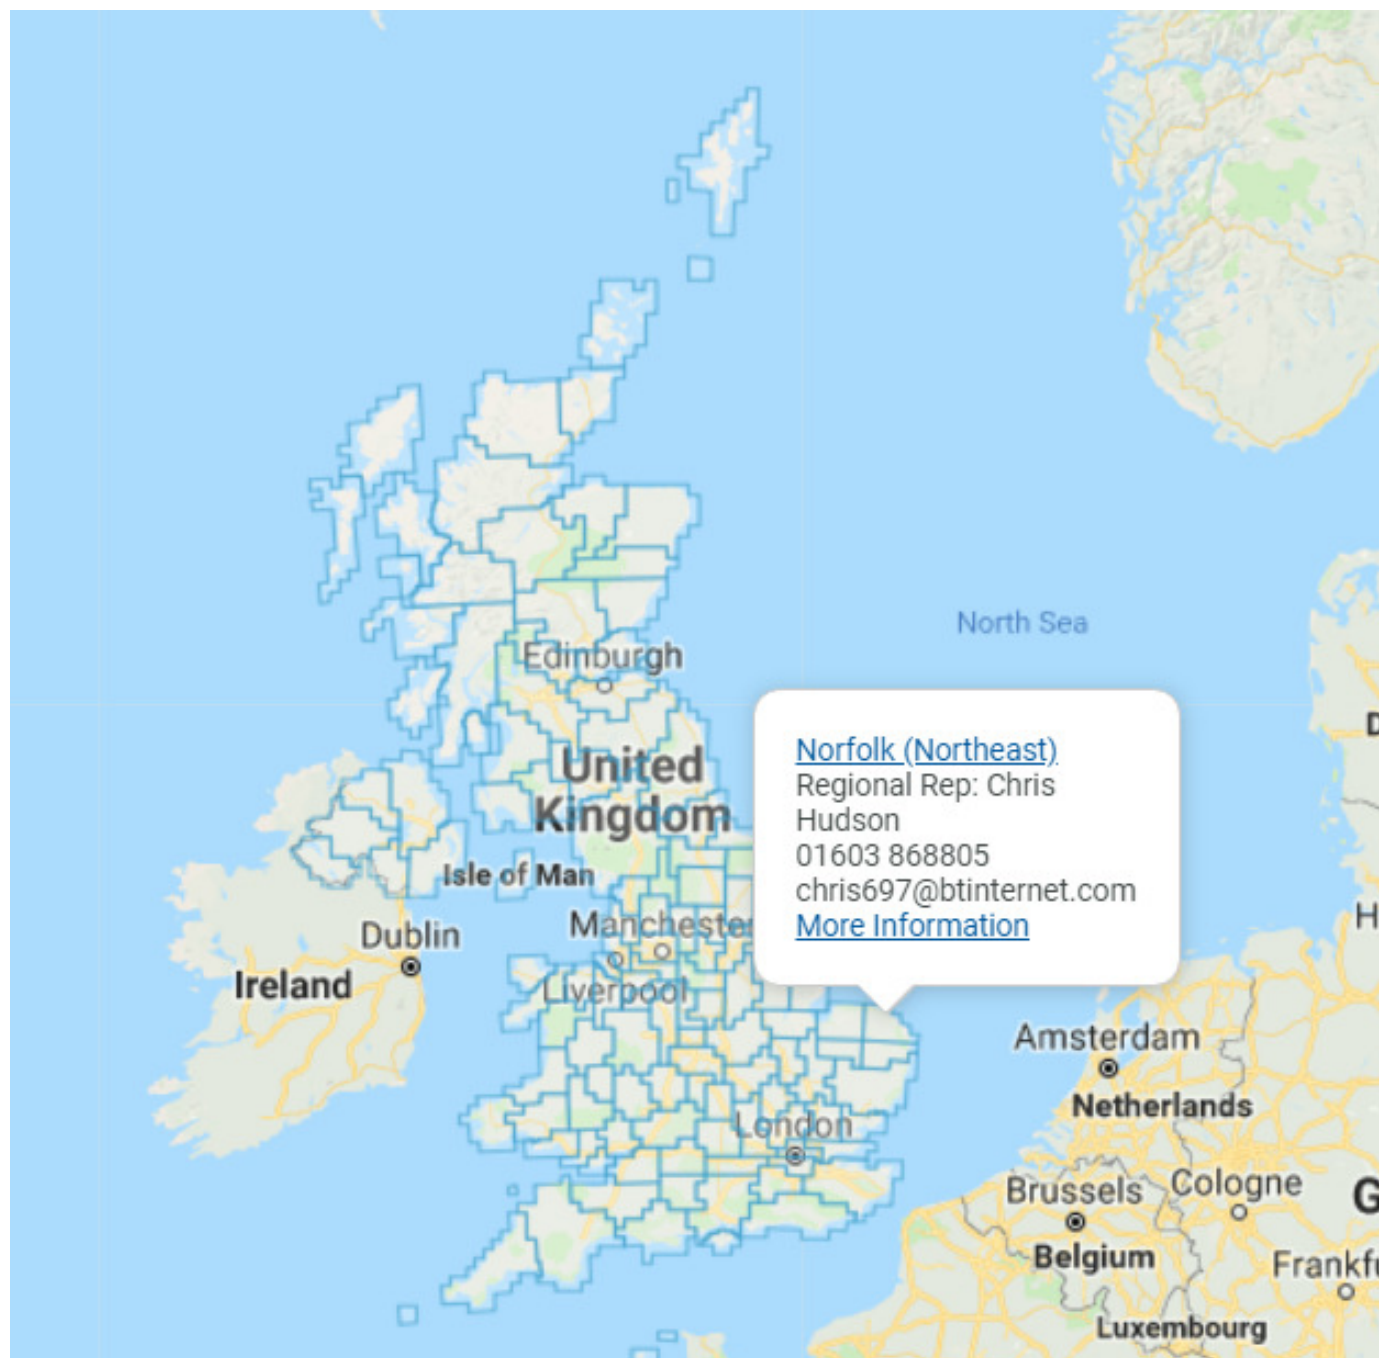 North Sea
Edinburgh
United
Kingdom
Norfolk (Northeast)
Regional Rep: Chris
Hudson
01603 868805
chris697@btinternet.com
More Information
D
Isle of Man
Manchester
H
Dublin
Ireland
Liverpool
Amsterdam
Netherlands
London
Brussels
Cologne
G
Belgium
Frankfu
Luxembourg